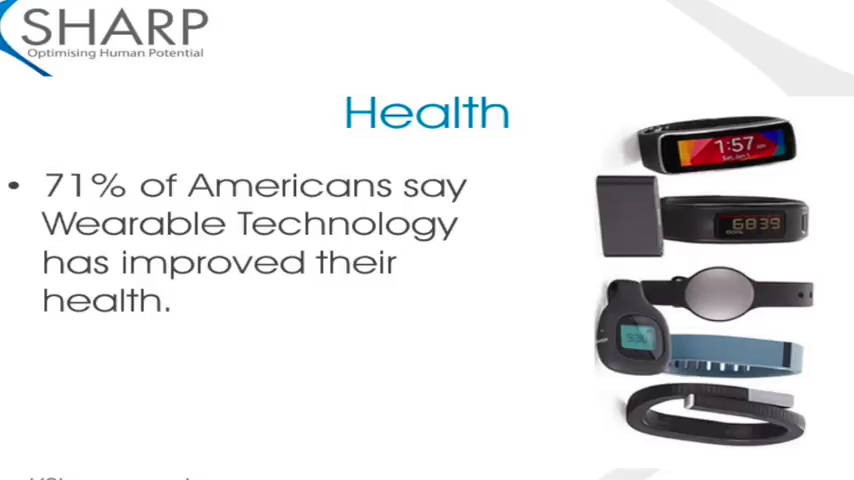 SHARP
Optimising Human Potential
Health
• 71% of Americans say
Wearable Technology
has improved their
health.
1:57
6839